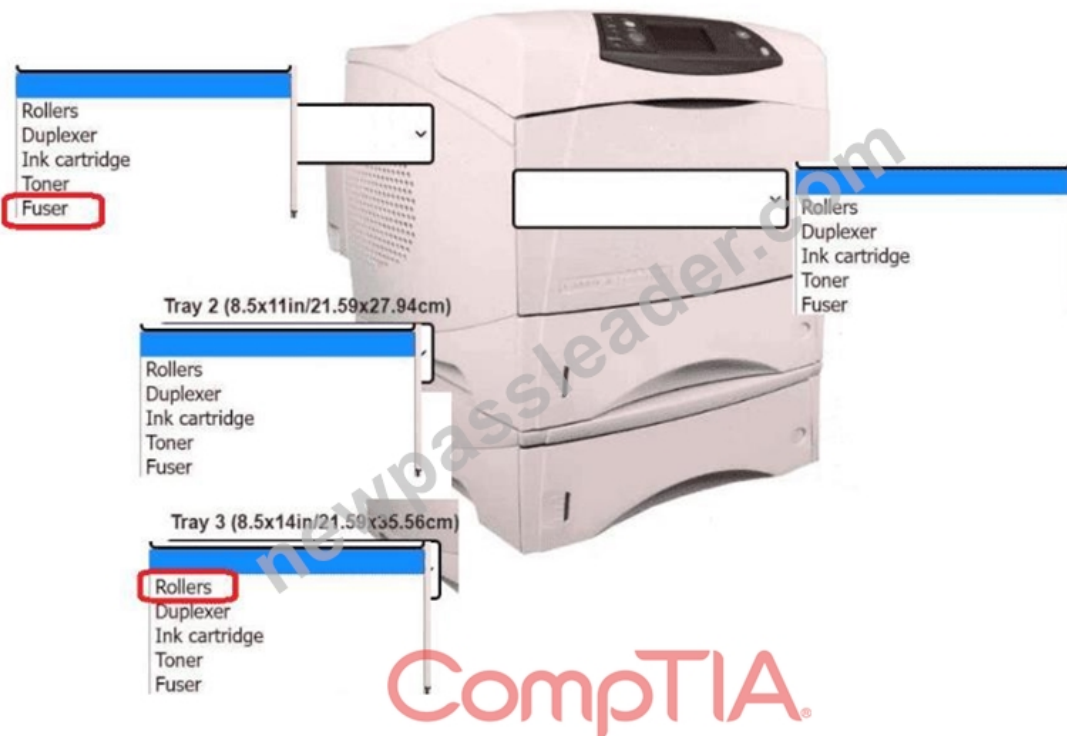 Rollers
Duplexer
Ink cartridge
Toner
Fuser
Rollers
Duplexer
Ink cartridge
Toner
Fuser
Tray 2 (8.5x11in/21.59x27.94cm)
Rollers
Duplexer
Ink cartridge
Toner
Fuser
Tray 3 (8.5x14in/21.59x35.56cm)
Rollers
Duplexer
Ink cartridge
Toner
Fuser
newpassleader.com
CompTIA.